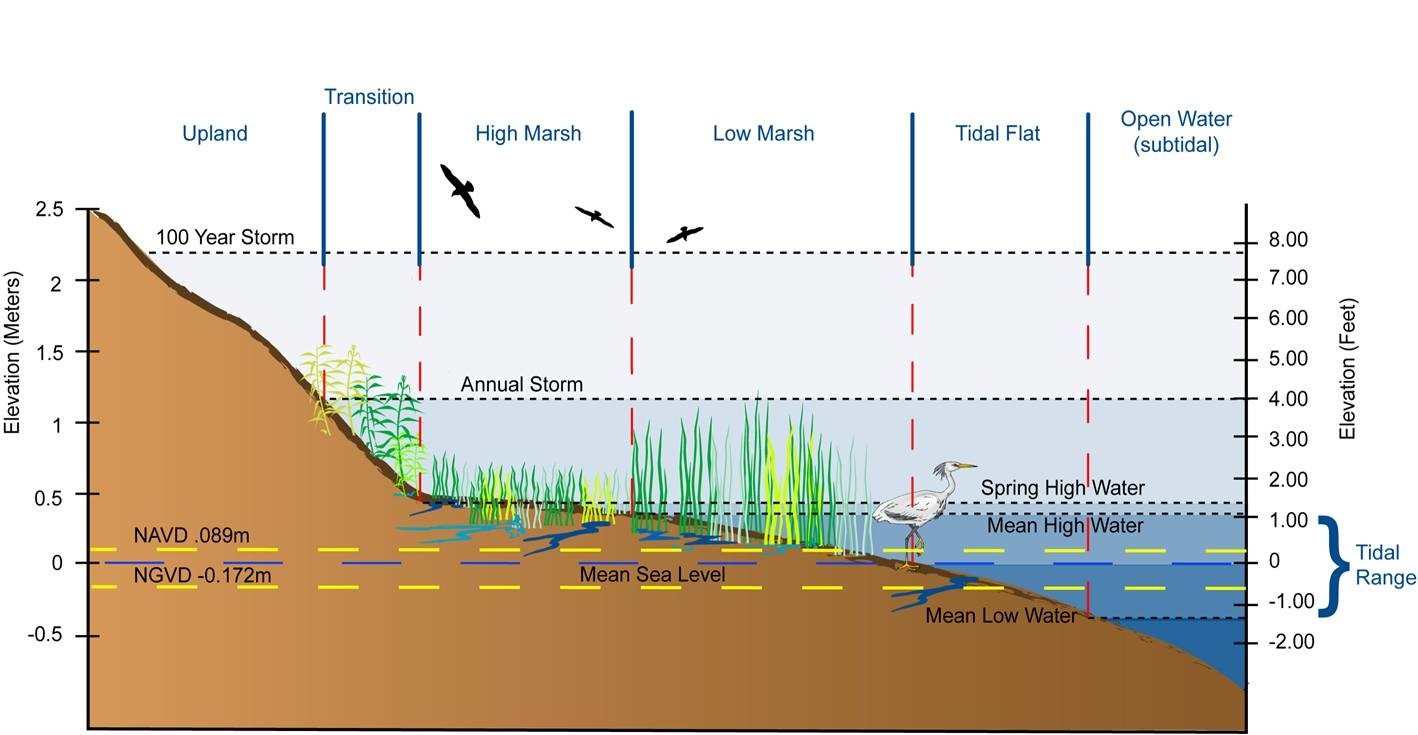 Transition
Upland
High Marsh
Low Marsh
Tidal Flat
Open Water
(subtidal)
2.5
2
1.5
1
0.5
0
-0.5
Elevation (Meters)
100 Year Storm
Annual Storm
Spring High Water
Mean High Water
NAVD .089m
NGVD -0.172m
Mean Sea Level
Mean Low Water
8.00
7.00
6.00
5.00
4.00
3.00
2.00
1.00
0
-1.00
-2.00
Elevation (Feet)
Tidal
Range